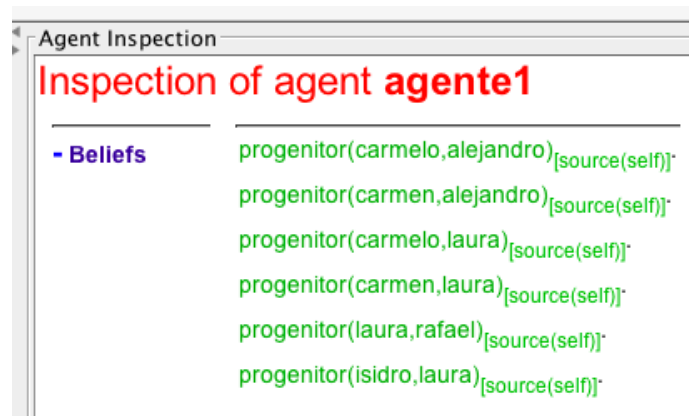 Agent Inspection
Inspection of agent agente1
- Beliefs
progenitor(carmelo,alejandro)[source(self)].
progenitor(carmen,alejandro)[source(self)].
progenitor(carmelo,laura)[source(self)].
progenitor(carmen,laura)[source(self)].
progenitor(laura,rafael)[source(self)].
progenitor(isidro,laura)[source(self)].